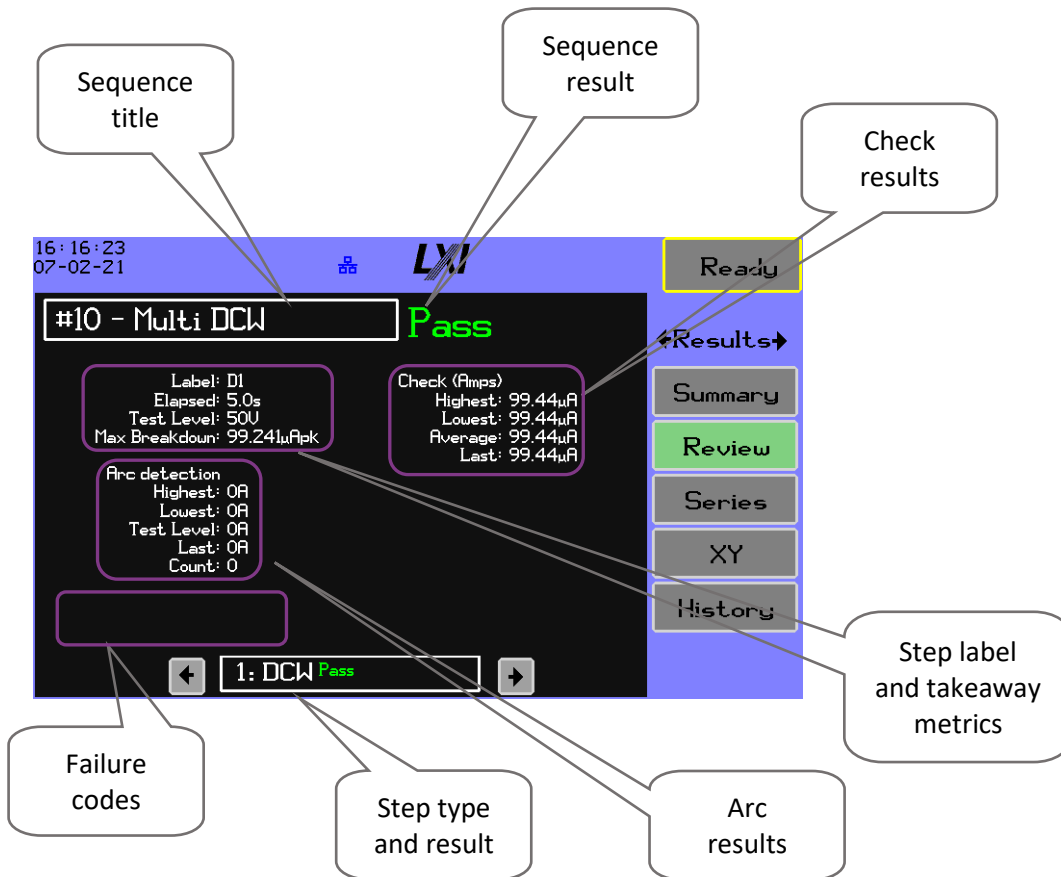 Sequence
title
Sequence
result
Check
results
16:16:23
07-02-21
LXI
Ready
#10 - Multi DCW
Pass
←Results→
Label: D1
Elapsed: 5.0s
Test Level: 50V
Max Breakdown: 99.241µApk
Check (Amps)
Highest: 99.44µA
Lowest: 99.44µA
Average: 99.44µA
Last: 99.44µA
Summary
Review
Series
XY
History
Arc detection
Highest: 0A
Lowest: 0A
Test Level: 0A
Last: 0A
Count: 0
1: DCW Pass
Step label
and takeaway
metrics
Failure
codes
Step type
and result
Arc
results